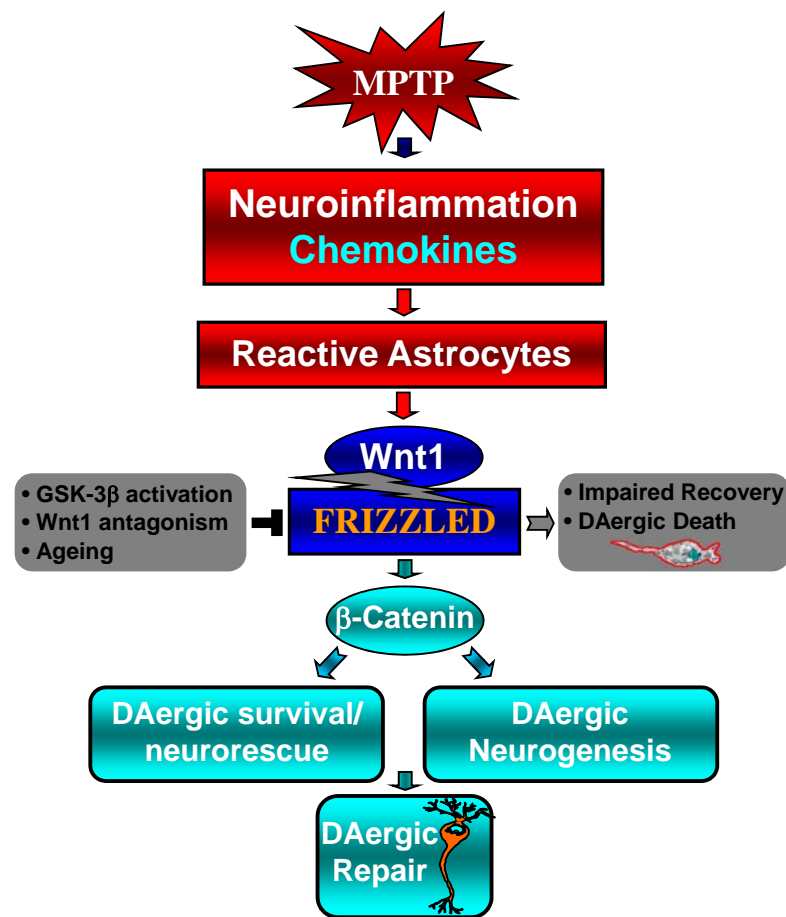 MPTP
Neuroinflammation
Chemokines
Reactive Astrocytes
Wnt1
• GSK-3β activation
• Wnt1 antagonism
• Ageing
FRIZZLED
• Impaired Recovery
• DAergic Death
β-Catenin
DAergic survival/
neurorescue
DAergic
Neurogenesis
DAergic
Repair